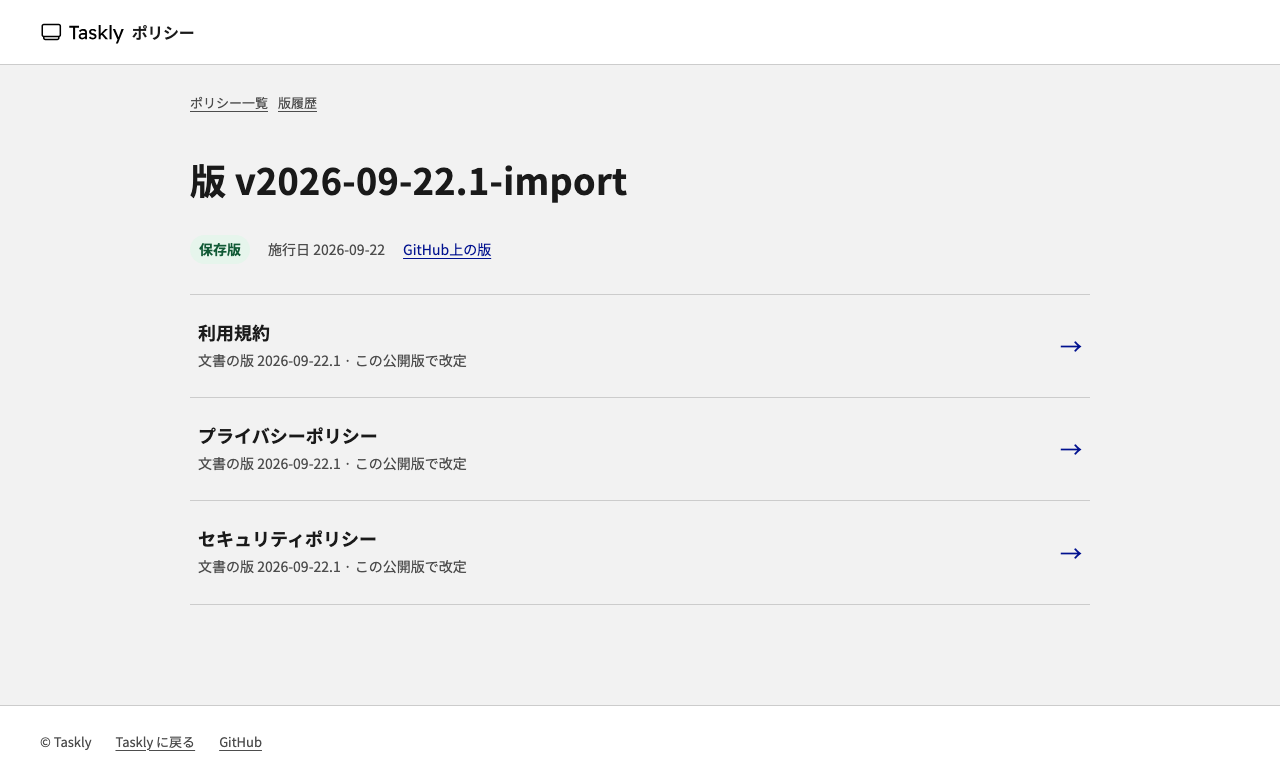 Taskly ポリシー
ポリシー一覧 版履歴
版 v2026-09-22.1-import
保存版 施行日 2026-09-22 GitHub上の版
利用規約
文書の版 2026-09-22.1 · この公開版で改定
→
プライバシーポリシー
文書の版 2026-09-22.1 · この公開版で改定
→
セキュリティポリシー
文書の版 2026-09-22.1 · この公開版で改定
→
© Taskly Taskly に戻る GitHub